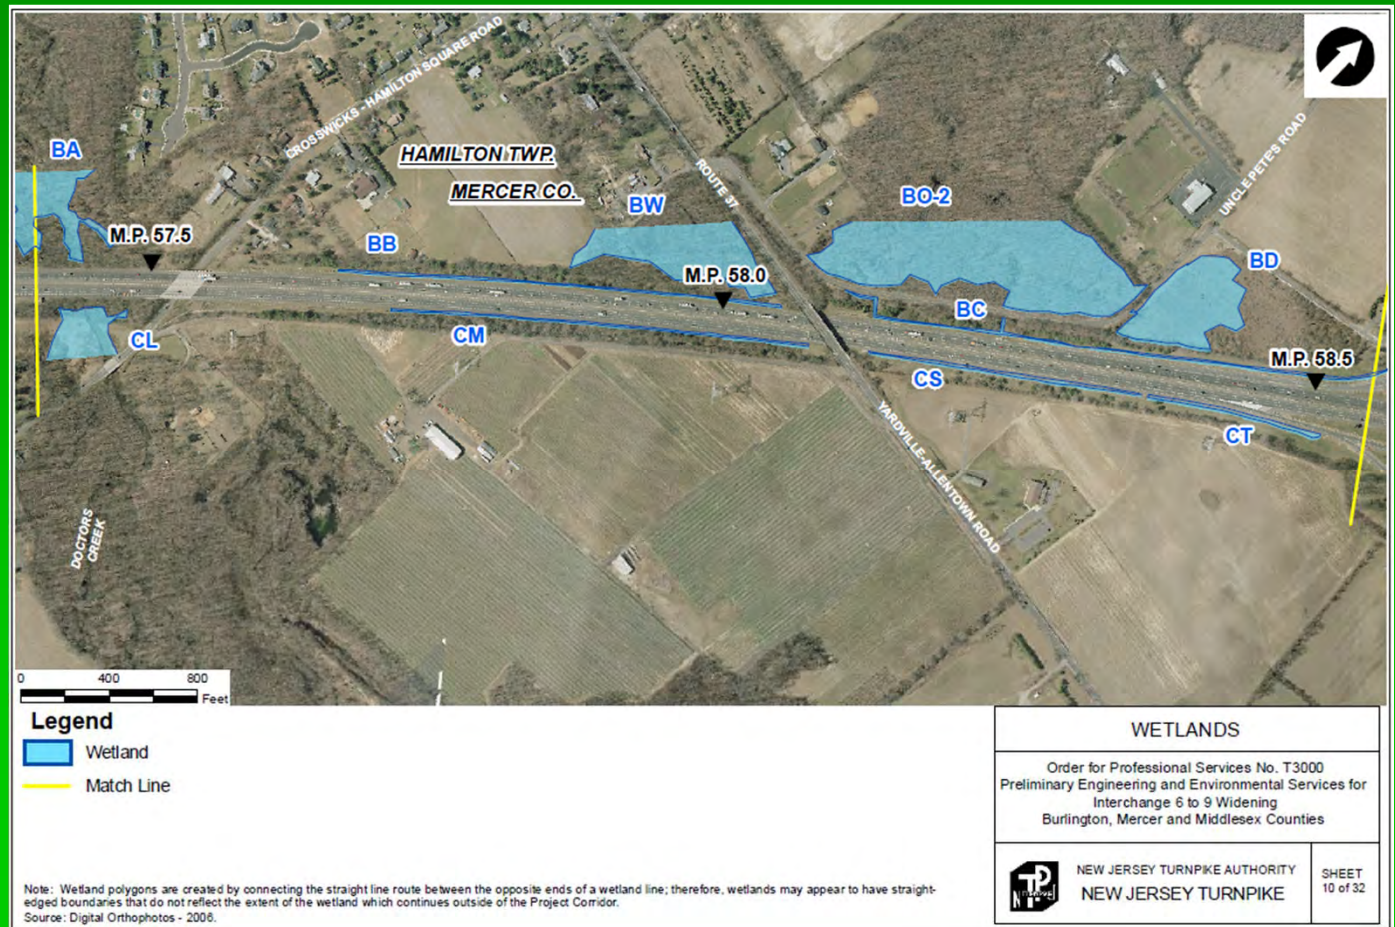 CROSSWICKS - HAMILTON SQUARE ROAD
BA
HAMILTON TWP.
MERCER CO.
ROUTE 37
UNCLE PETE'S ROAD
BW
BO-2
M.P. 57.5
BB
M.P. 58.0
BD
BC
CL
CM
M.P. 58.5
CS
YARDVILLE-ALLENTOWN ROAD
CT
DOCTORS
CREEK
0 400 800
Feet
Legend
Wetland
Match Line
WETLANDS
Order for Professional Services No. T3000
Preliminary Engineering and Environmental Services for
Interchange 6 to 9 Widening
Burlington, Mercer and Middlesex Counties
NEW JERSEY TURNPIKE AUTHORITY
NEW JERSEY TURNPIKE
SHEET
10 of 32
Note: Wetland polygons are created by connecting the straight line route between the opposite ends of a wetland line; therefore, wetlands may appear to have straight-
edged boundaries that do not reflect the extent of the wetland which continues outside of the Project Corridor.
Source: Digital Orthophotos - 2006.